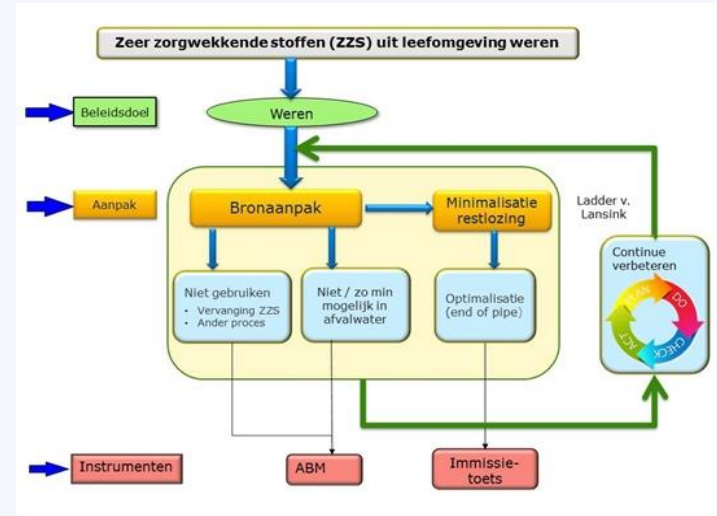 Zeer zorgwekkende stoffen (ZZS) uit leefomgeving weren
Beleidsdoel
Weren
Aanpak
Bronaanpak
Minimalisatie
restlozing
Ladder v.
Lansink
Continue
verbeteren
PLAN
DO
CHECK
ACT
Niet gebruiken
• Vervanging ZZS
• Ander proces
Niet / zo min
mogelijk in
afvalwater
Optimalisatie
(end of pipe)
Instrumenten
ABM
Immissie-
toets